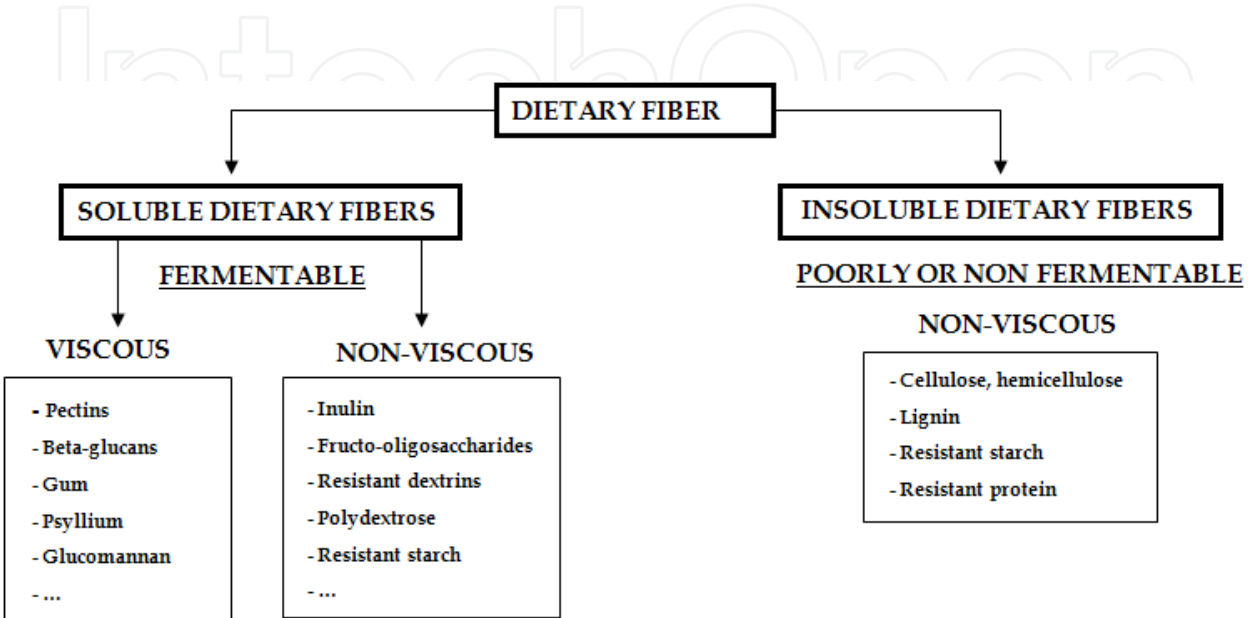 IntechOpen
DIETARY FIBER
SOLUBLE DIETARY FIBERS
INSOLUBLE DIETARY FIBERS
FERMENTABLE
POORLY OR NON FERMENTABLE
VISCOUS
NON-VISCOUS
NON-VISCOUS
- Pectins
- Beta-glucans
- Gum
- Psyllium
- Glucomannan
- ...
- Inulin
- Fructo-oligosaccharides
- Resistant dextrins
- Polydextrose
- Resistant starch
- ...
- Cellulose, hemicellulose
- Lignin
- Resistant starch
- Resistant protein